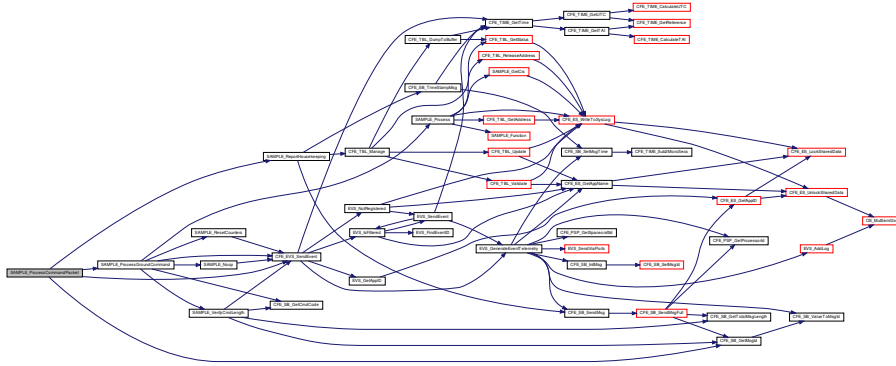 CFE_TIME_CalculateUTC
CFE_TIME_GetUTC
CFE_TIME_GetTime
CFE_TIME_GetReference
CFE_TIME_GetTAI
CFE_TBL_DumpToBuffer
CFE_TBL_GetStatus
CFE_TIME_CalculateTAI
CFE_TBL_ReleaseAddress
SAMPLE_GetCrc
CFE_SB_TimeStampMsg
SAMPLE_Process
CFE_TBL_GetAddress
CFE_ES_WriteToSysLog
SAMPLE_Function
SAMPLE_ReportHousekeeping
CFE_TBL_Manage
CFE_TBL_Update
CFE_SB_SetMsgTime
CFE_TIME_Sub2MicroSecs
CFE_ES_LockSharedData
CFE_TBL_Validate
CFE_ES_GetAppName
CFE_ES_UnlockSharedData
CFE_ES_GetAppID
EVS_NotRegistered
EVS_SendEvent
OS_MutSemGive
SAMPLE_ResetCounters
EVS_IsFiltered
EVS_FindEventID
CFE_PSP_GetSpacecraftId
CFE_PSP_GetProcessorId
EVS_GenerateEventTelemetry
EVS_SendViaPorts
EVS_AddLog
CFE_EVS_SendEvent
SAMPLE_ProcessGroundCommand
SAMPLE_Noop
CFE_SB_InitMsg
CFE_SB_SetMsgId
SAMPLE_ProcessCommandPacket
EVS_GetAppID
CFE_SB_GetCmdCode
SAMPLE_VerifyCmdLength
CFE_SB_SendMsg
CFE_SB_SendMsgFull
CFE_SB_GetTotalMsgLength
CFE_SB_ValueToMsgId
CFE_SB_GetMsgId